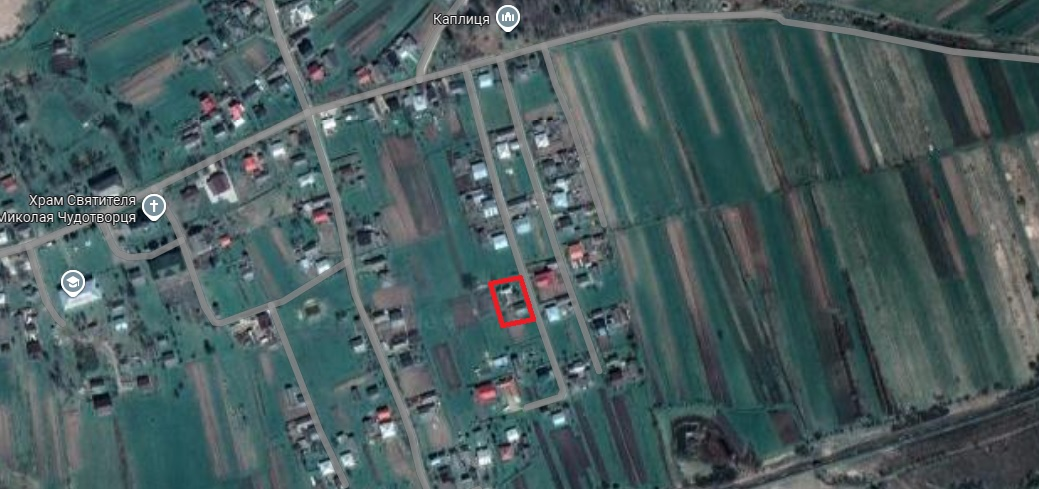 Каплиця
Храм Святителя
Миколая Чудотворця